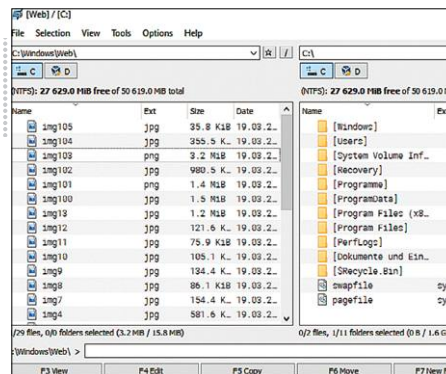 [Web] / [C:]
File Selection View Tools Options Help
C:\Windows\Web\ / C:\
C D C D
(NTFS): 27 629.0 MiB free of 50 619.0 MiB total (NTFS): 27 629.0 MiB free of 50 619.0 M
Name Ext Size Date Name Ex
img105 jpg 35.8 KiB 19.03.2… [Windows]
img104 jpg 355.5 K… 19.03.2… [Users]
img103 png 3.2 MiB 19.03.2… [System Volume Inf…
img102 jpg 980.5 K… 19.03.2… [Recovery]
img101 png 1.4 MiB 19.03.2… [Programme]
img100 jpg 1.5 MiB 19.03.2… [ProgramData]
img13 jpg 1.2 MiB 19.03.2… [Program Files (x8…
img12 jpg 121.6 K… 19.03.2… [Program Files]
img11 jpg 75.9 KiB 19.03.2… [PerfLogs]
img10 jpg 105.1 K… 19.03.2… [Dokumente und Ein…
img9 jpg 134.4 K… 19.03.2… [$Recycle.Bin]
img8 jpg 86.1 KiB 19.03.2… swapfile sy
img7 jpg 154.4 K… 19.03.2… pagefile sy
img4 jpg 581.6 K… 19.03.2…
/29 files, 0/0 folders selected (3.2 MB / 15.8 MB) 0/2 files, 1/11 folders selected (0 B / 1.6 G
:\Windows\Web\ >
F3 View F4 Edit F5 Copy F6 Move F7 New F